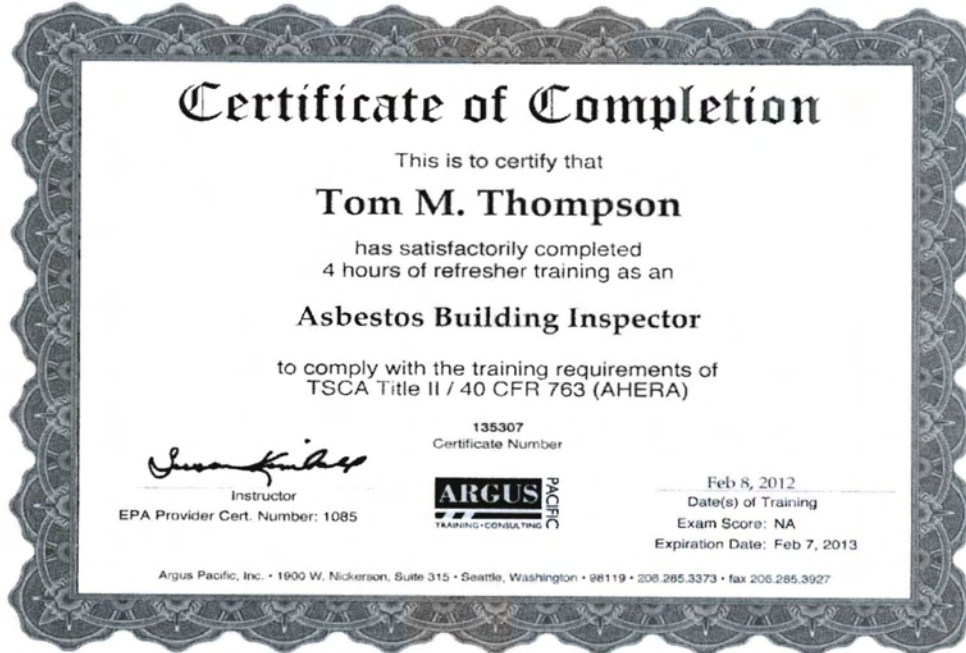 Certificate of Completion
This is to certify that
Tom M. Thompson
has satisfactorily completed
4 hours of refresher training as an
Asbestos Building Inspector
to comply with the training requirements of
TSCA Title II / 40 CFR 763 (AHERA)
135307
Certificate Number
Instructor
EPA Provider Cert. Number: 1085
ARGUS
PACIFIC
TRAINING • CONSULTING
Feb 8, 2012
Date(s) of Training
Exam Score: NA
Expiration Date: Feb 7, 2013
Argus Pacific, Inc. • 1900 W. Nickerson, Suite 315 • Seattle, Washington • 98119 • 206.285.3373 • fax 206.285.3927